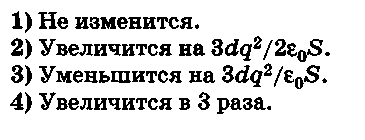 1) Не изменится.
2) Увеличится на 3dq²/2ε₀S.
3) Уменьшится на 3dq²/ε₀S.
4) Увеличится в 3 раза.